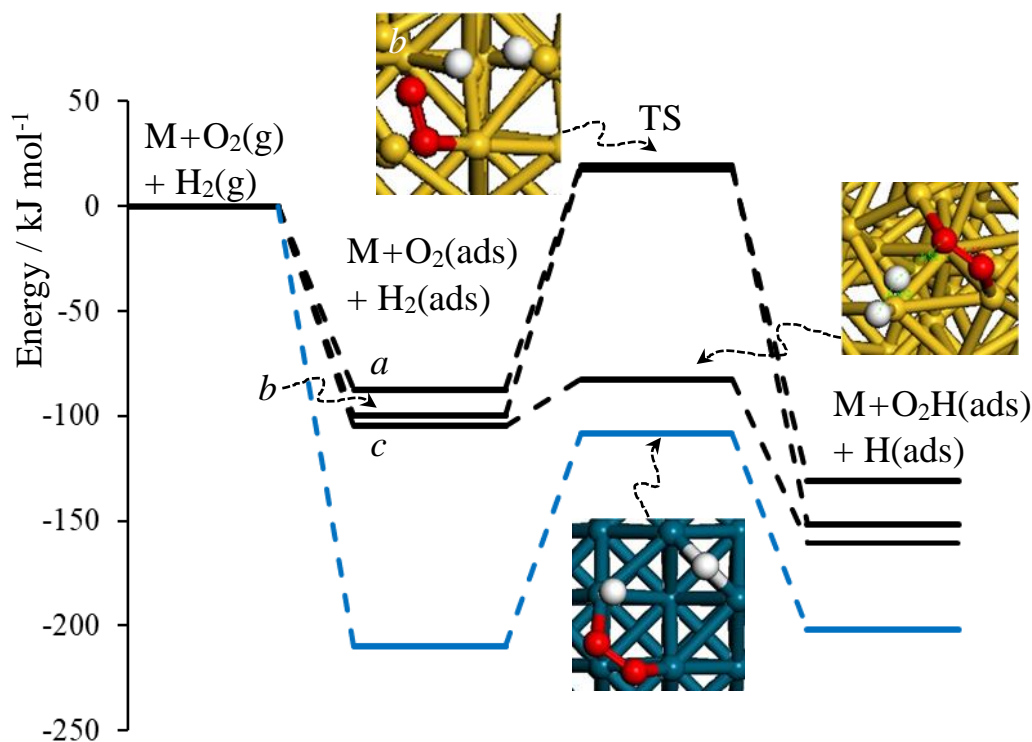 b
50
0
-50
-100
-150
-200
-250
Energy / kJ mol⁻¹
M+O₂(g)
+ H₂(g)
TS
M+O₂(ads)
+ H₂(ads)
a
b
c
M+O₂H(ads)
+ H(ads)